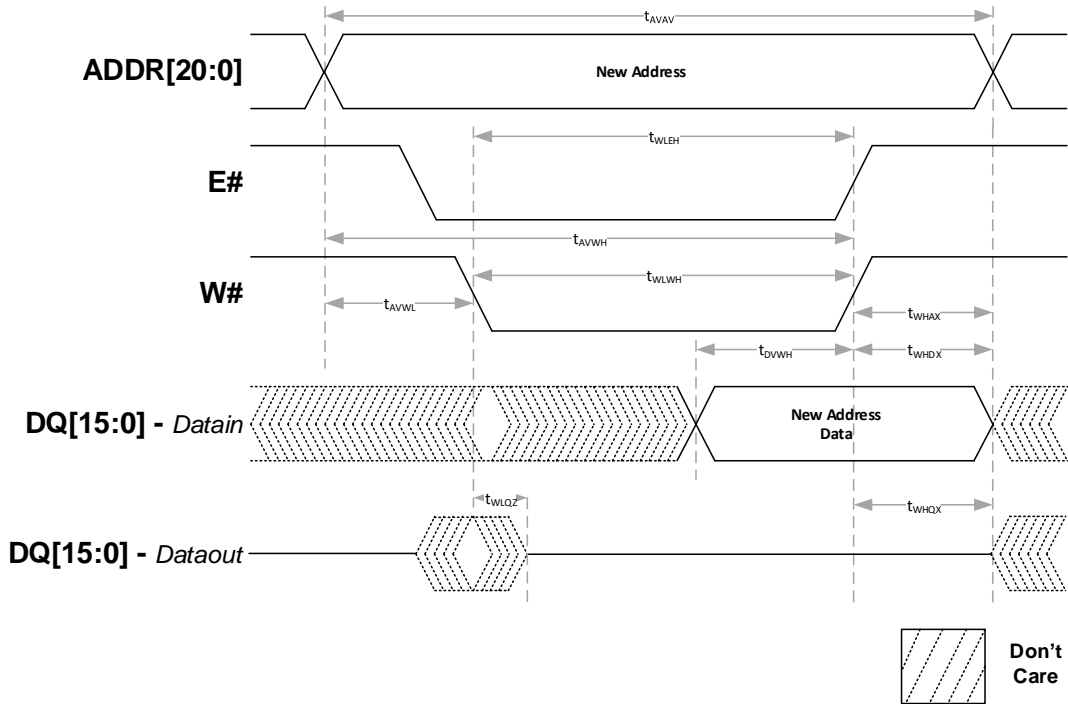 tAVAV
ADDR[20:0]
New Address
tWLEH
E#
tAVWH
W#
tWLWH
tAVWL
tWHAX
tDVWH
tWHDX
DQ[15:0] - Datain
New Address
Data
tWLQZ
tWHQX
DQ[15:0] - Dataout
Don't
Care